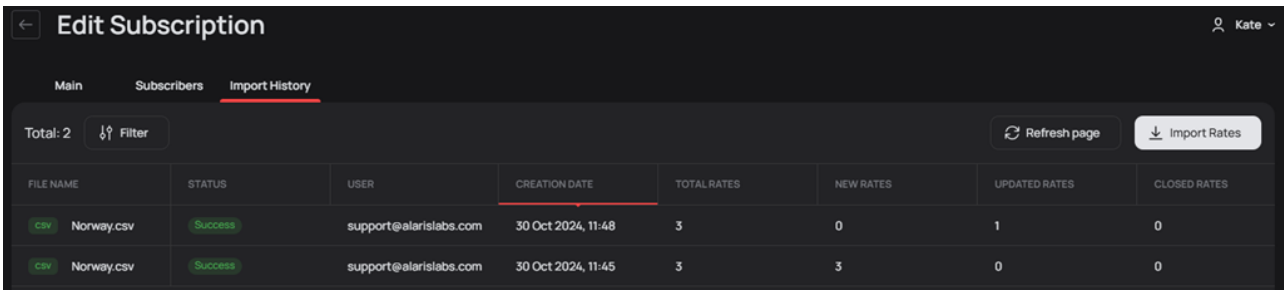 Edit Subscription
Kate
Main Subscribers Import History
Total: 2 Filter Refresh page Import Rates
FILE NAME STATUS USER CREATION DATE TOTAL RATES NEW RATES UPDATED RATES CLOSED RATES
csv Norway.csv Success support@alarislabs.com 30 Oct 2024, 11:48 3 0 1 0
csv Norway.csv Success support@alarislabs.com 30 Oct 2024, 11:45 3 3 0 0